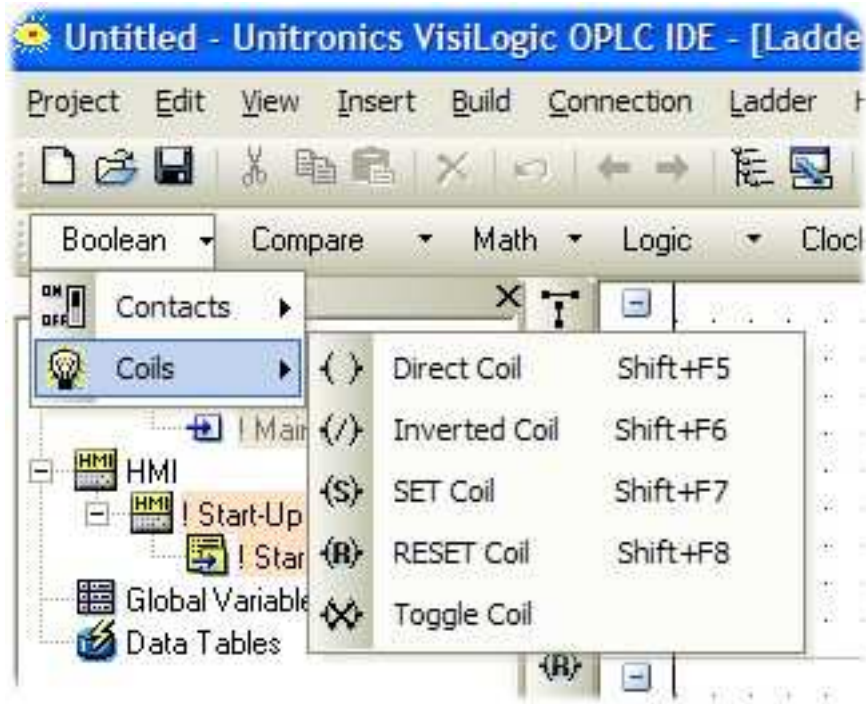 Untitled - Unitronics VisiLogic OPLC IDE - [Ladde
Project Edit View Insert Build Connection Ladder H
Boolean Compare Math Logic Cloc
ON
OFF
Contacts
Coils
{ } Direct Coil Shift+F5
! Main {/} Inverted Coil Shift+F6
HMI HMI
{S} SET Coil Shift+F7
HMI ! Start-Up
! Star {R} RESET Coil Shift+F8
Global Variable
Toggle Coil
Data Tables
{R}